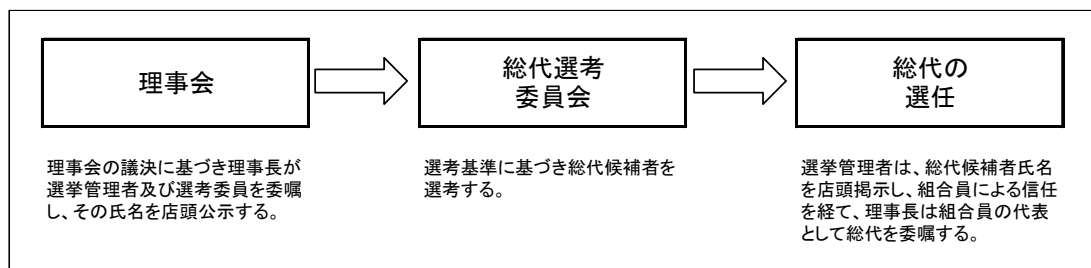 理事会
総代選考
委員会
総代の
選任
理事会の議決に基づき理事長が
選挙管理者及び選考委員を委嘱
し、その氏名を店頭公示する。
選考基準に基づき総代候補者を
選考する。
選挙管理者は、総代候補者氏名
を店頭掲示し、組合員による信任
を経て、理事長は組合員の代表
として総代を委嘱する。